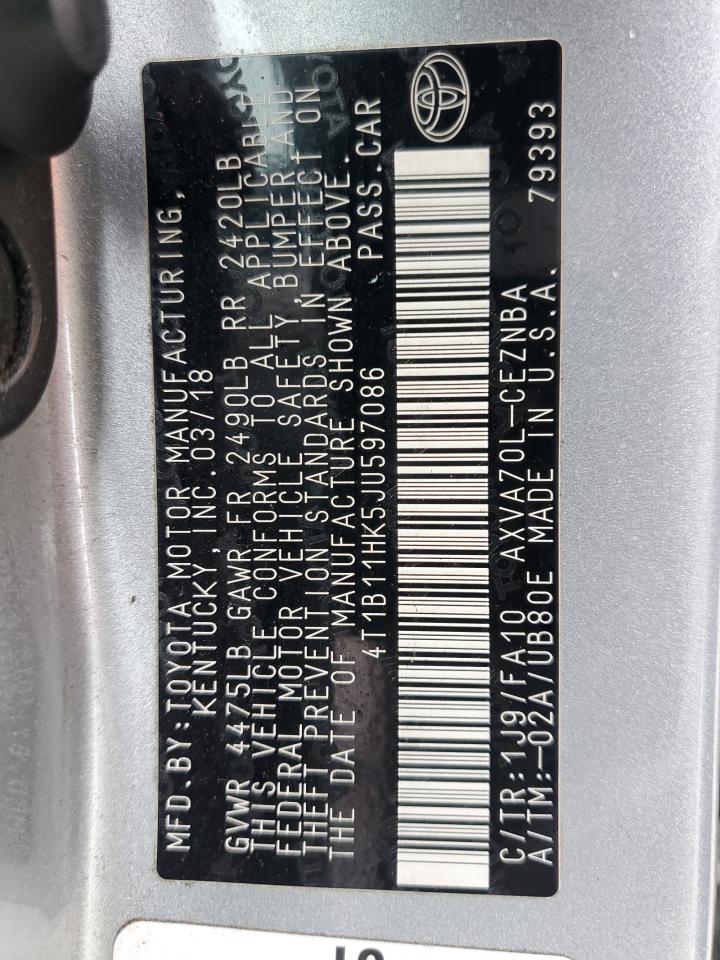 MFD.BY:TOYOTA MOTOR MANUFACTURING,
KENTUCKY, INC.03/18
GVWR 4475LB GAWR FR 2490LB RR 2420LB
THIS VEHICLE CONFORMS TO ALL APPLICABLE
FEDERAL MOTOR VEHICLE SAFETY, BUMPER AND
THEFT PREVENTION STANDARDS IN EFFECT ON
THE DATE OF MANUFACTURE SHOWN ABOVE.
4T1B11HK5JU597086 PASS.CAR
C/TR:1J9/FA10 AXVA70L-CEZNBA
A/TM:-02A/UB80E MADE IN U.S.A. 79393